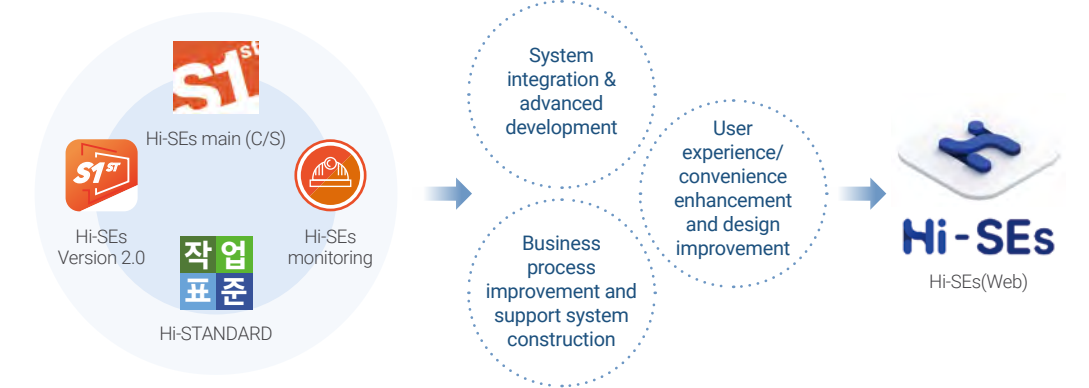 S1st
Hi-SEs main (C/S)
S1ST
Hi-SEs
Version 2.0
Hi-SEs
monitoring
작업
표준
Hi-STANDARD
System
integration &
advanced
development
User
experience/
convenience
enhancement
and design
improvement
Business
process
improvement and
support system
construction
Hi-SEs
Hi-SEs(Web)